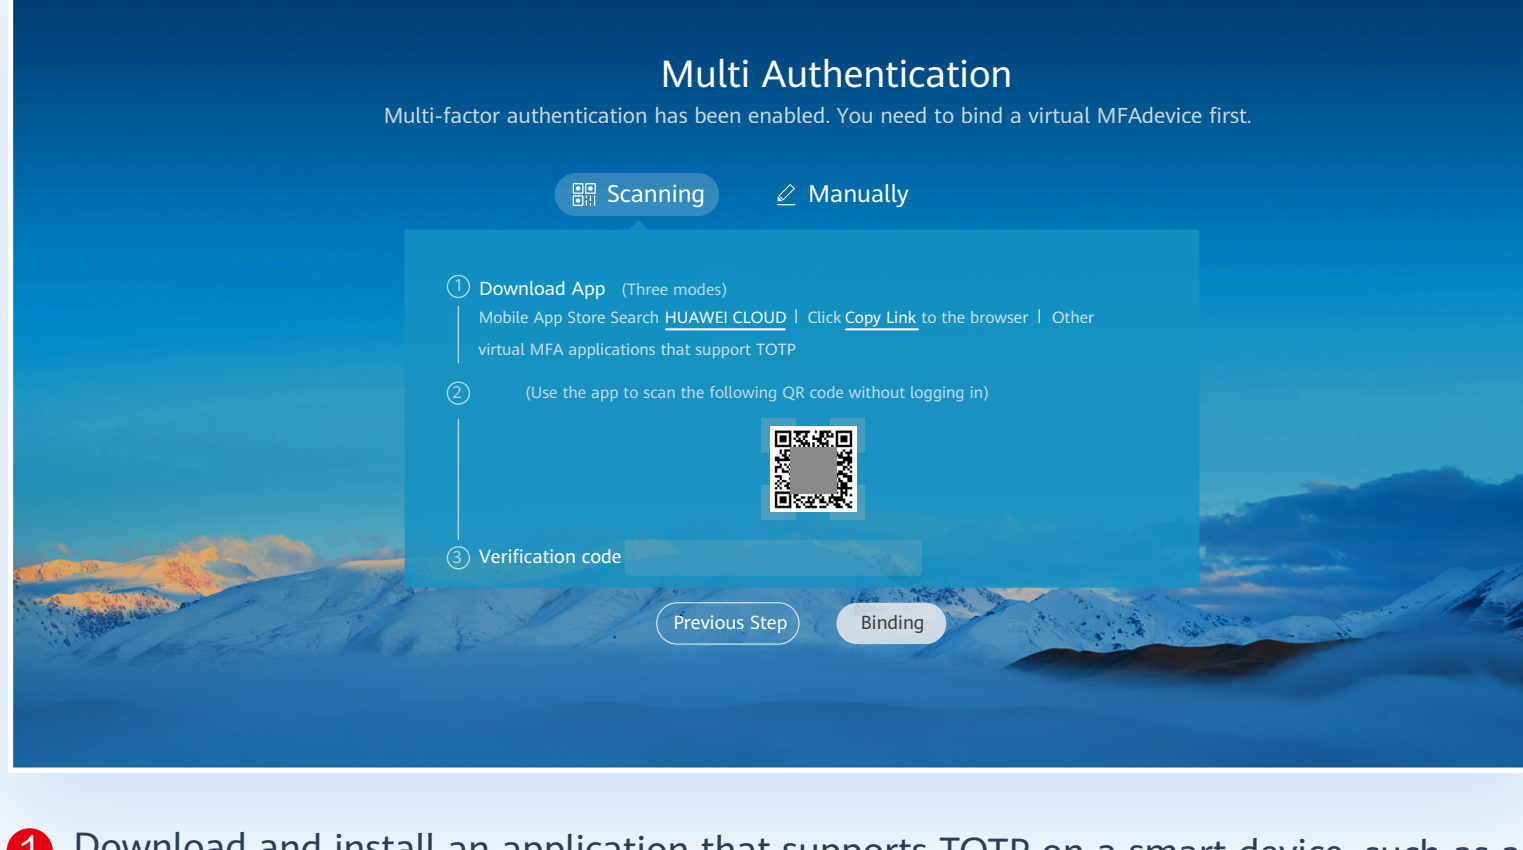 Multi Authentication
Multi-factor authentication has been enabled. You need to bind a virtual MFAdevice first.
Scanning Manually
1 Download App (Three modes)
Mobile App Store Search HUAWEI CLOUD | Click Copy Link to the browser | Other
virtual MFA applications that support TOTP
2 (Use the app to scan the following QR code without logging in)
3 Verification code
Previous Step Binding
1 Download and install an application that supports TOTP on a smart device, such as a